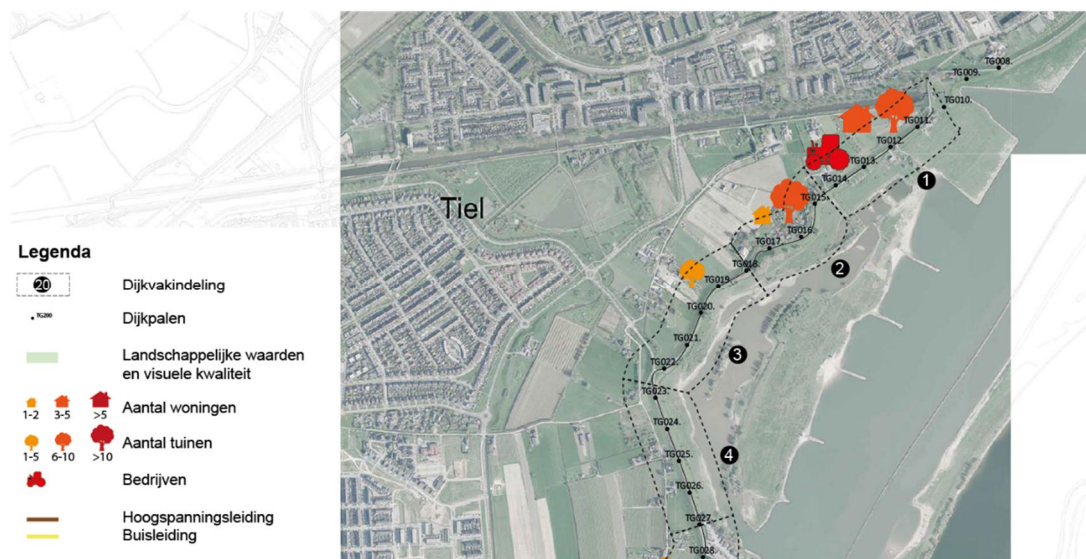 Tiel
Legenda
20 Dijkvakindeling
TG200 Dijkpalen
Landschappelijke waarden
en visuele kwaliteit
1-2 3-5 >5 Aantal woningen
1-5 6-10 >10 Aantal tuinen
Bedrijven
Hoogspanningsleiding
Buisleiding
TG008.
TG009.
TG010.
TG011.
TG012.
TG013.
TG014.
TG015.
TG016.
TG017.
TG018.
TG019.
TG020.
TG021.
TG022.
TG023.
TG024.
TG025.
TG026.
TG027.
TG028.
1
2
3
4